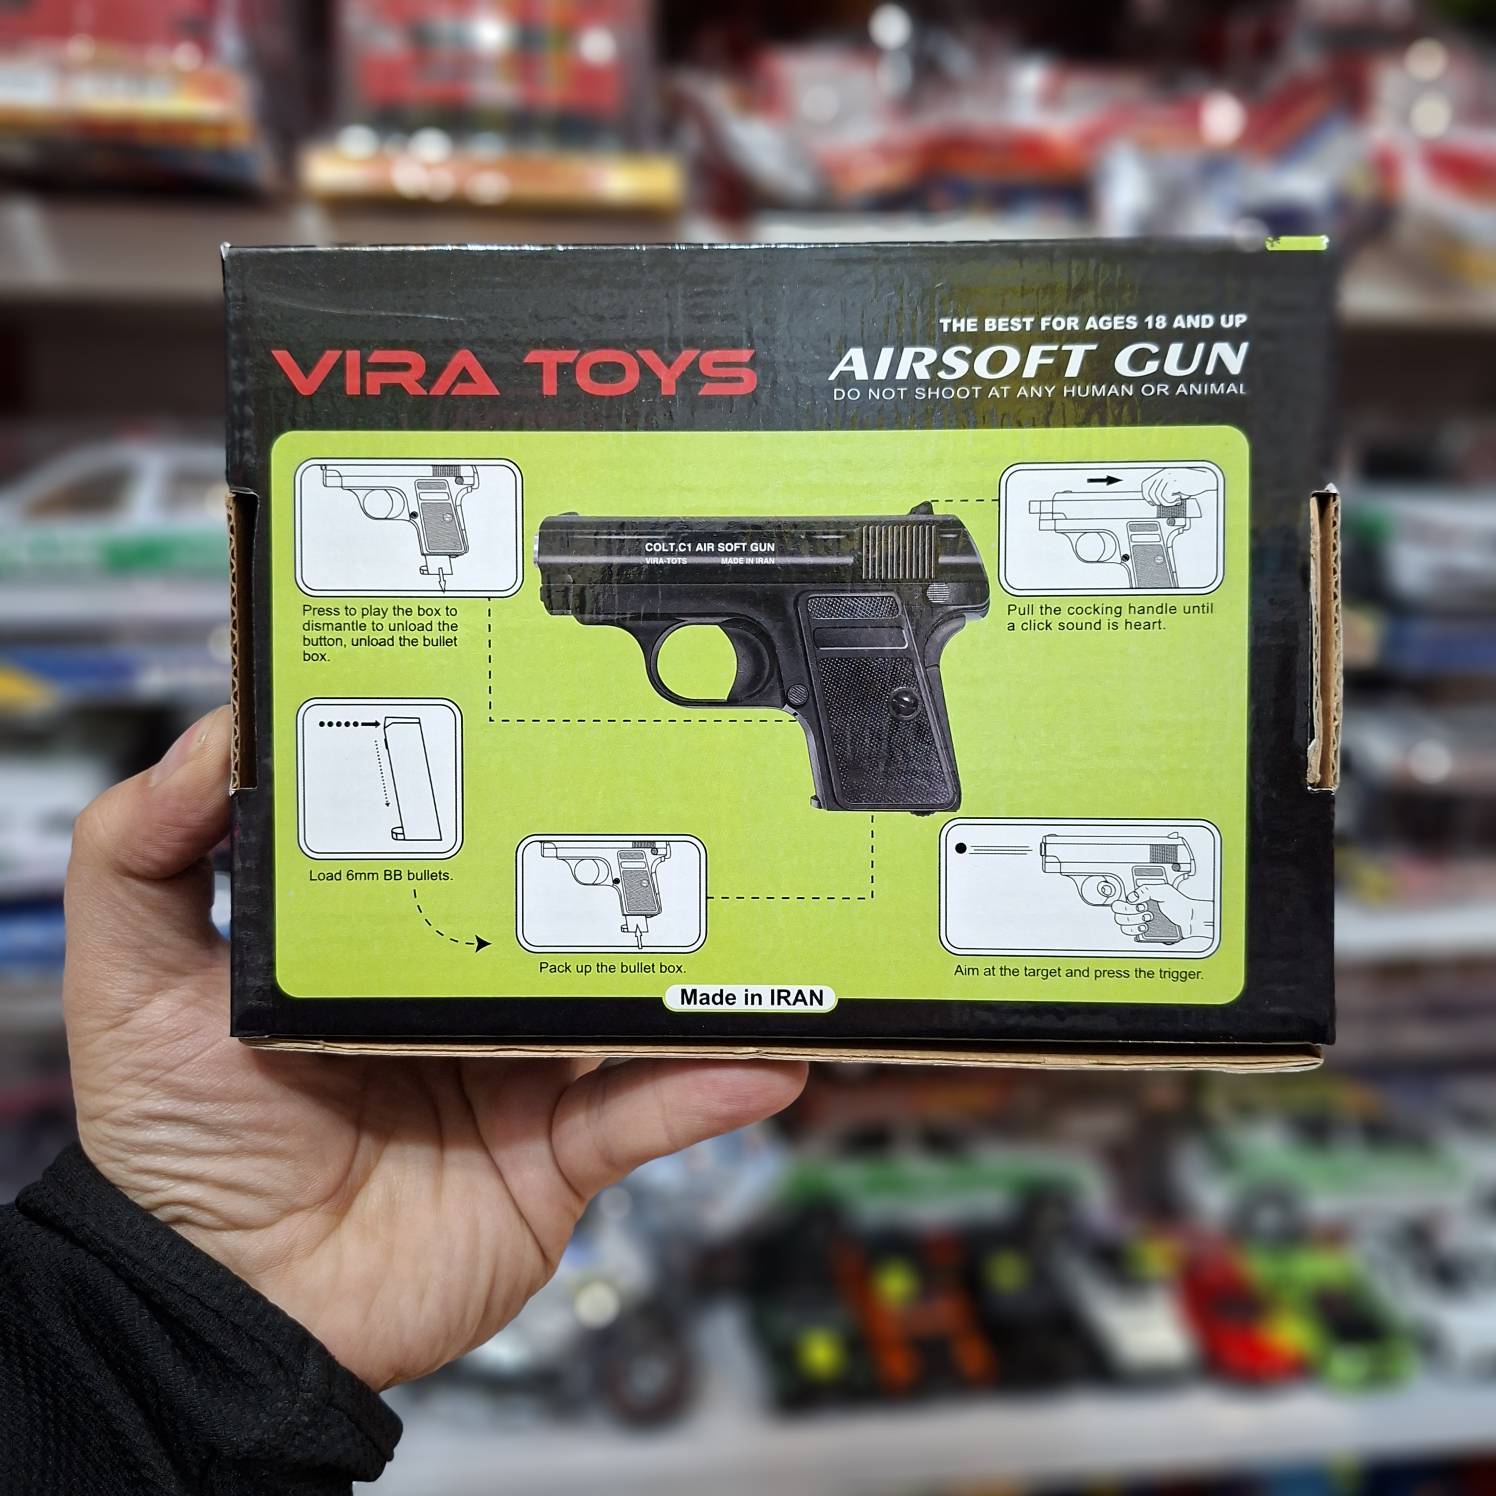 THE BEST FOR AGES 18 AND UP
VIRA TOYS
AIRSOFT GUN
DO NOT SHOOT AT ANY HUMAN OR ANIMAL
COLT.C1 AIR SOFT GUN
VIRA-TOTS MADE IN IRAN
Press to play the box to
dismantle to unload the
button, unload the bullet
box.
Pull the cocking handle until
a click sound is heart.
Load 6mm BB bullets.
Pack up the bullet box.
Aim at the target and press the trigger.
Made in IRAN